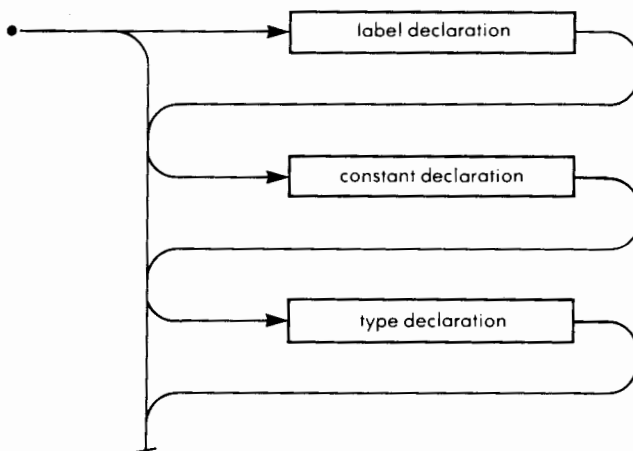 label declaration
constant declaration
type declaration